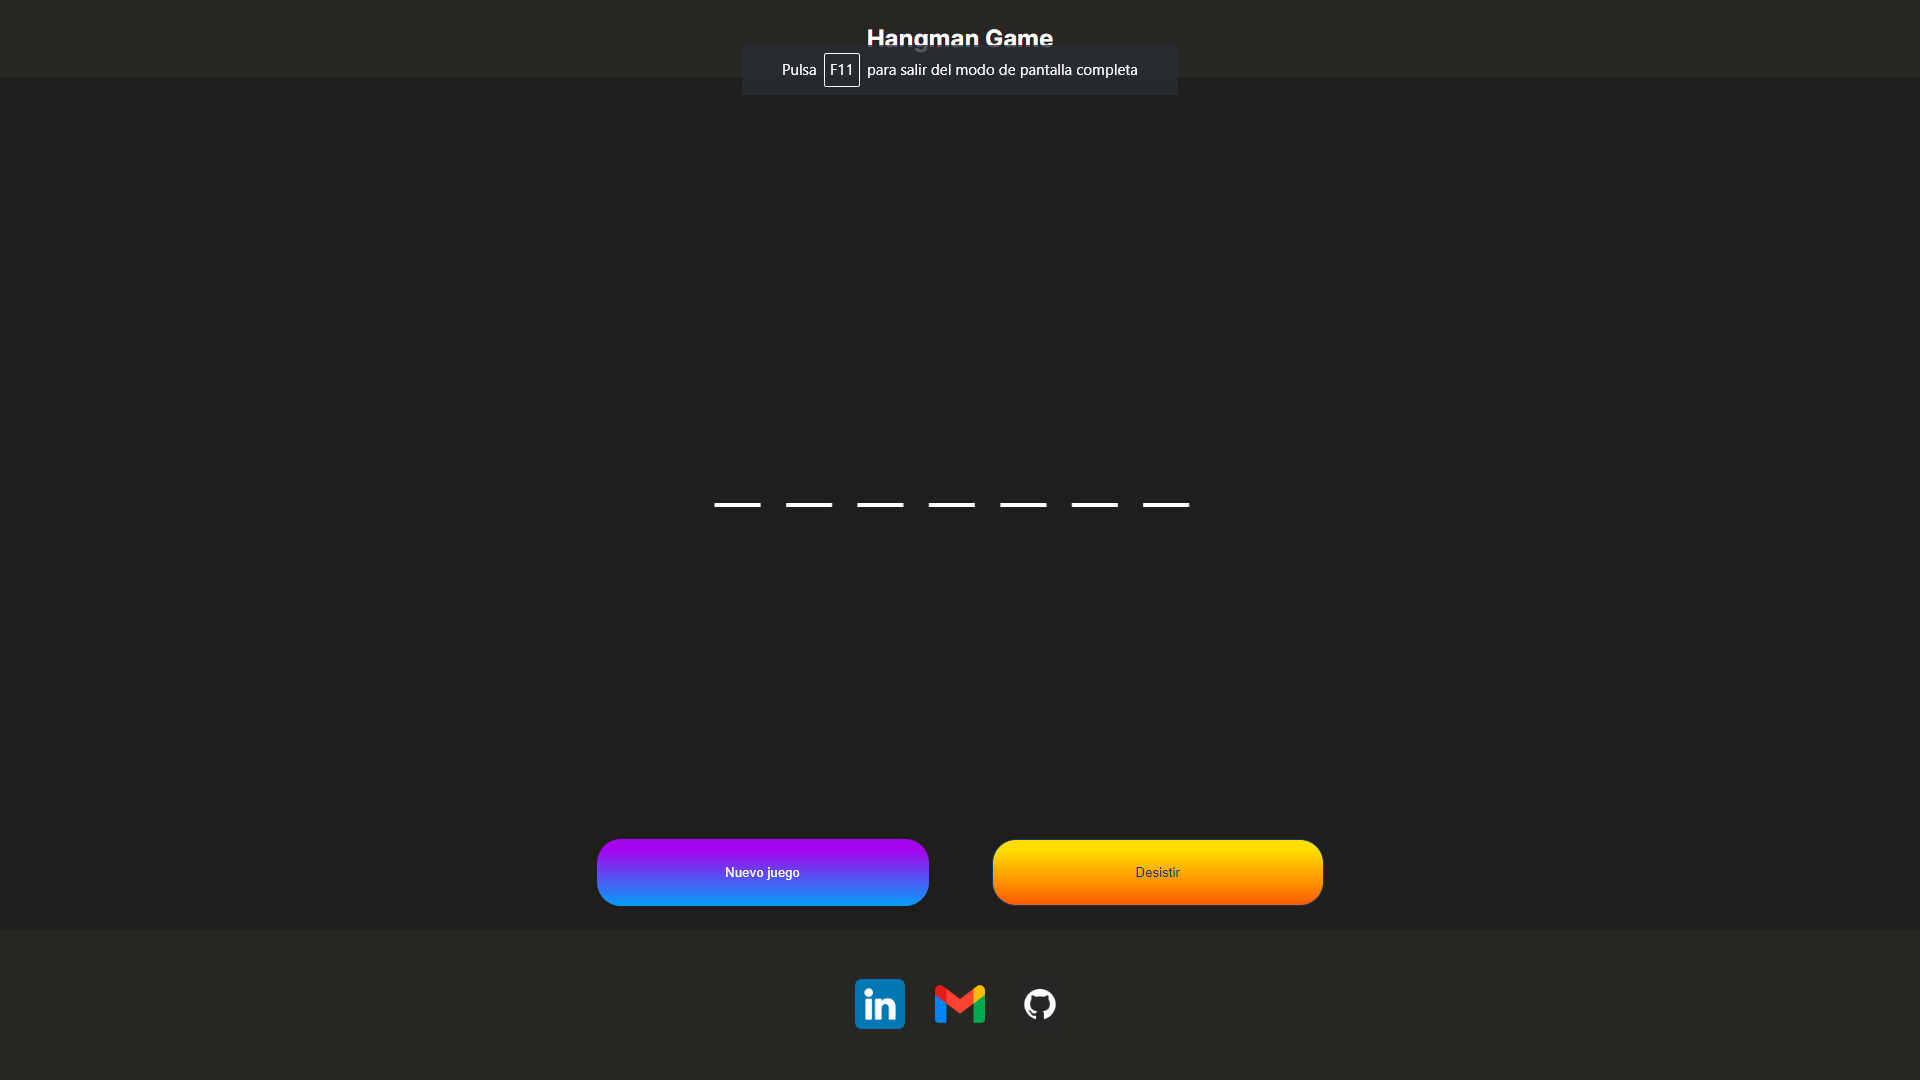 Hangman Game
Pulsa F11 para salir del modo de pantalla completa
_ _ _ _ _ _ _
Nuevo juego
Desistir
in